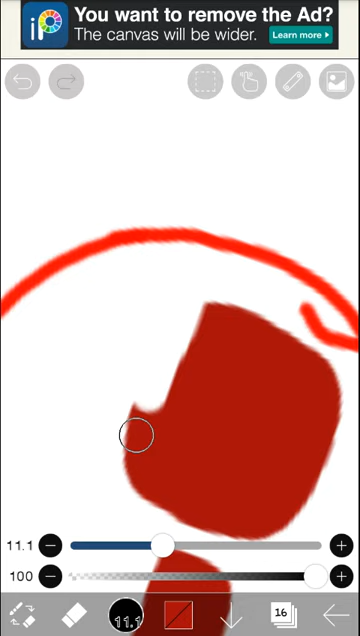 iP
You want to remove the Ad?
The canvas will be wider.
Learn more
11.1
100
11.1
16